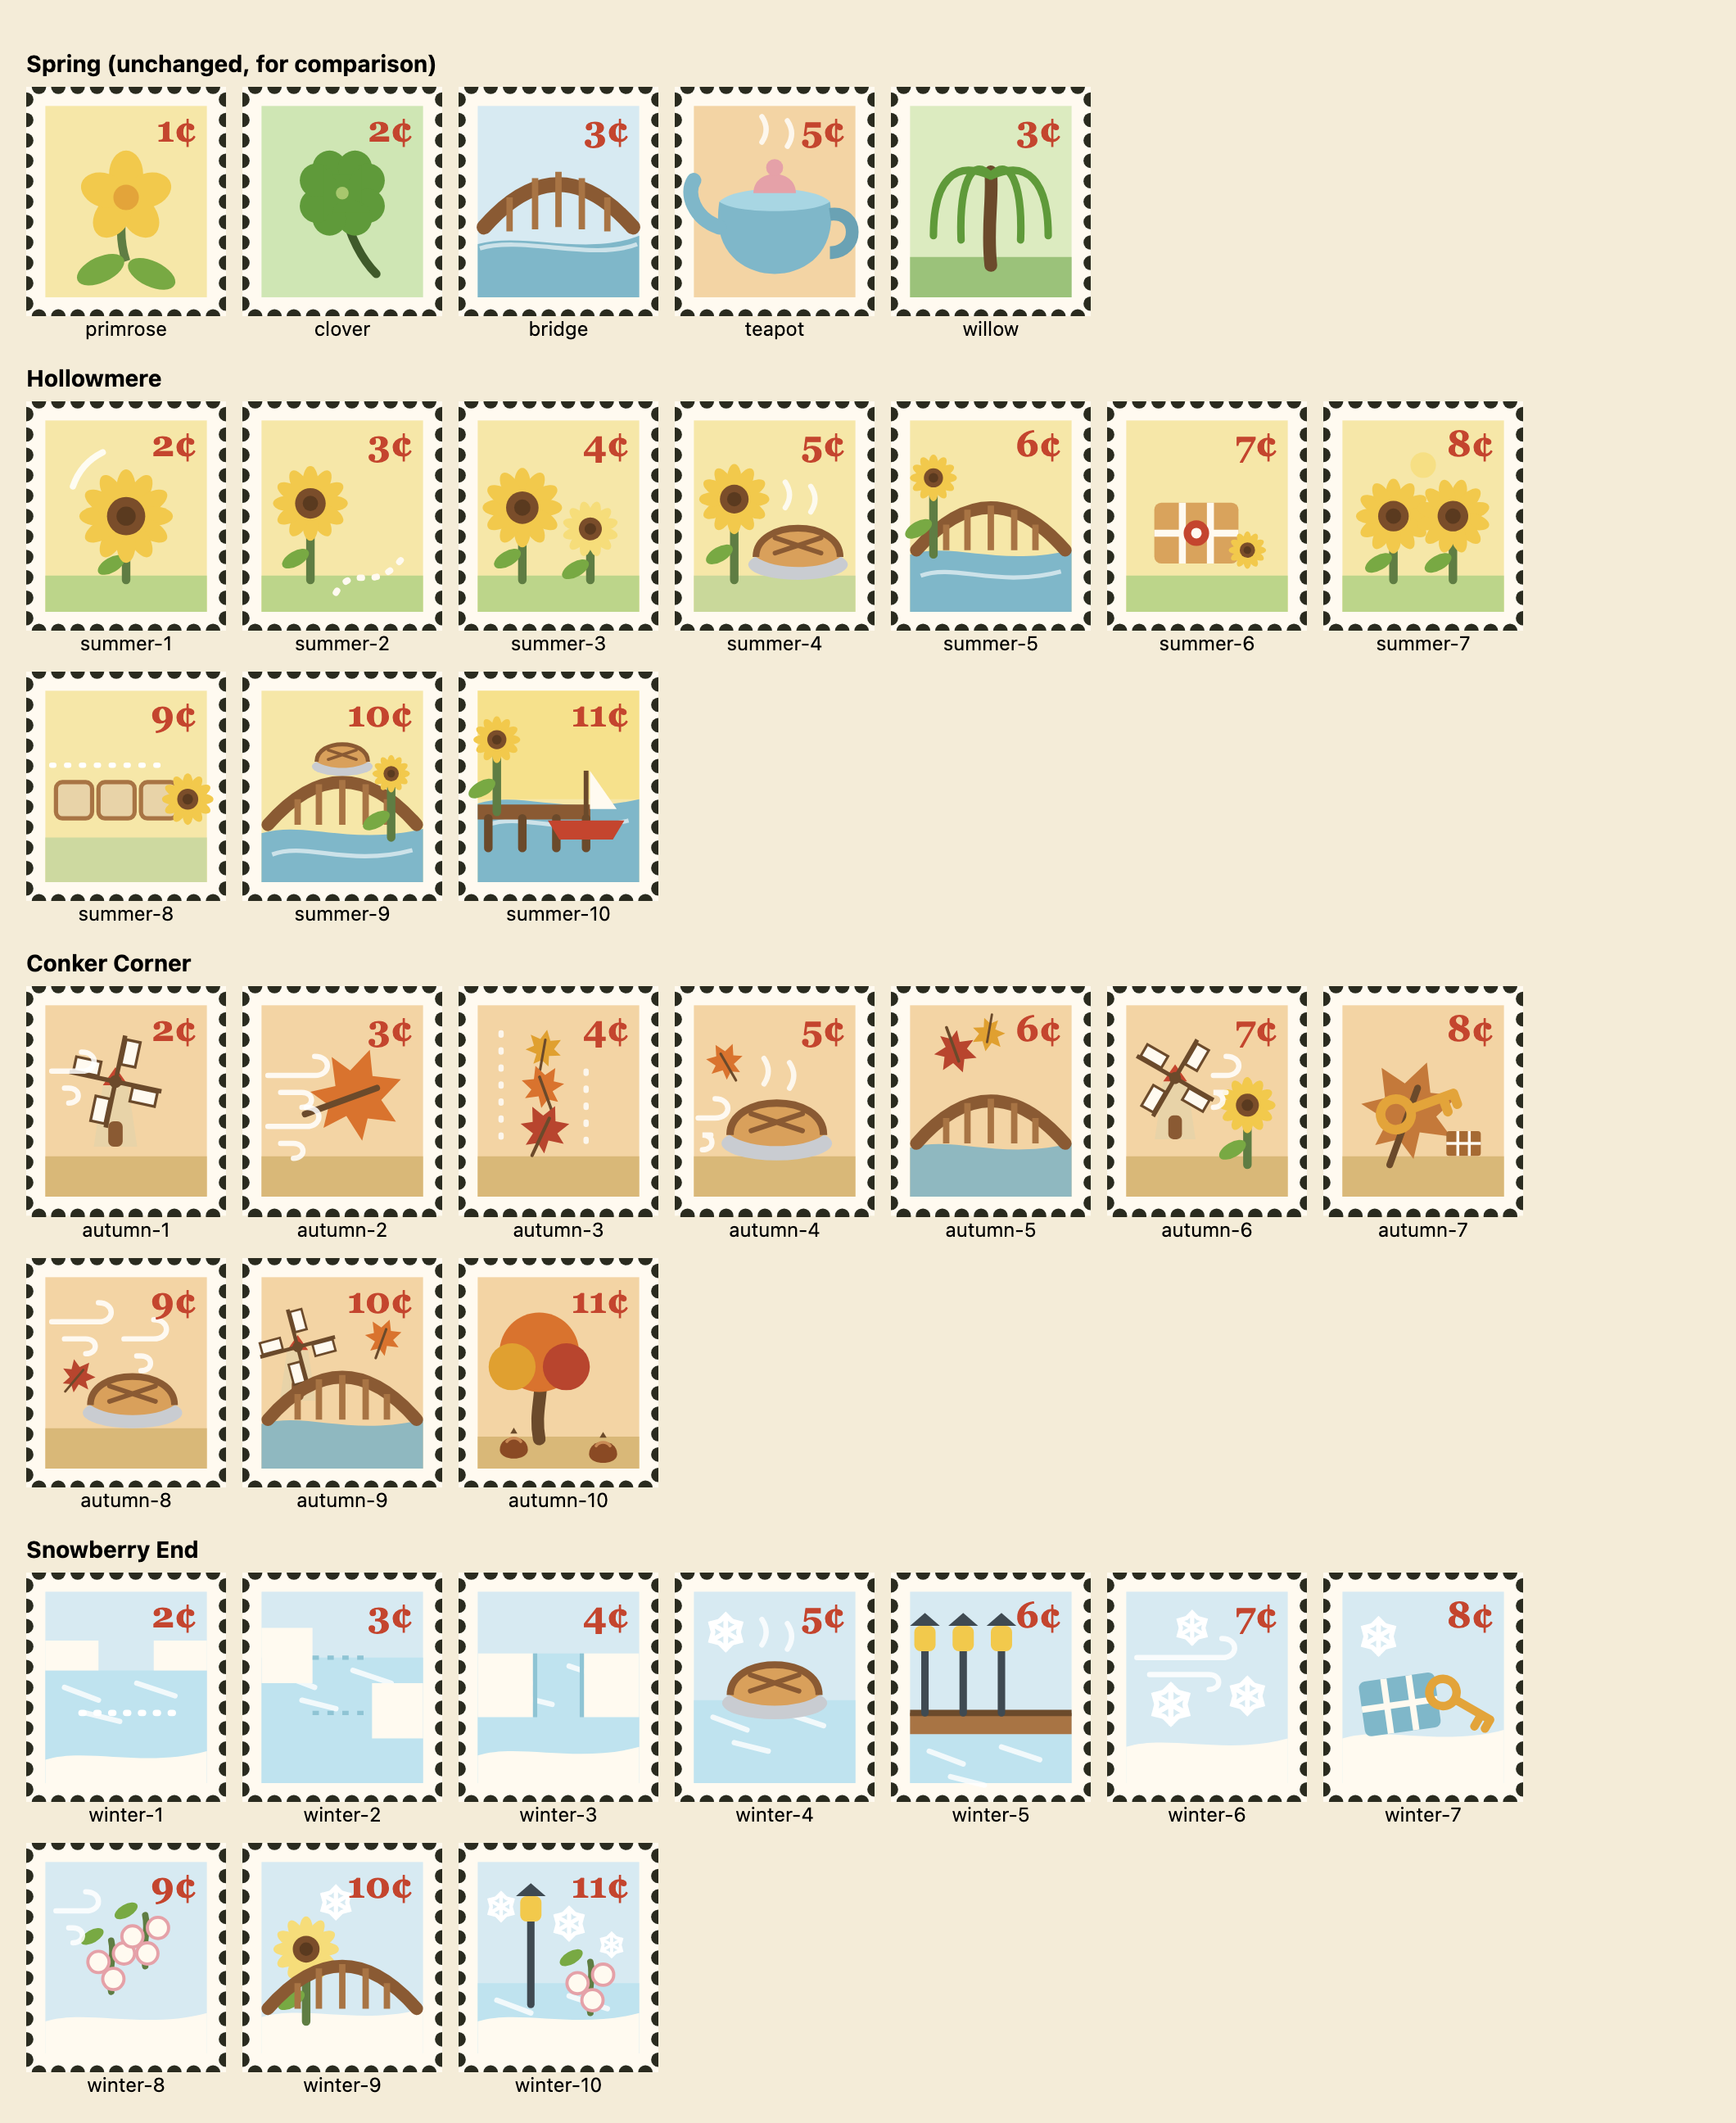 Spring (unchanged, for comparison)
1¢ 2¢ 3¢ 5¢ 3¢
primrose clover bridge teapot willow
Hollowmere
2¢ 3¢ 4¢ 5¢ 6¢ 7¢ 8¢
summer-1 summer-2 summer-3 summer-4 summer-5 summer-6 summer-7
9¢ 10¢ 11¢
summer-8 summer-9 summer-10
Conker Corner
2¢ 3¢ 4¢ 5¢ 6¢ 7¢ 8¢
autumn-1 autumn-2 autumn-3 autumn-4 autumn-5 autumn-6 autumn-7
9¢ 10¢ 11¢
autumn-8 autumn-9 autumn-10
Snowberry End
2¢ 3¢ 4¢ 5¢ 6¢ 7¢ 8¢
winter-1 winter-2 winter-3 winter-4 winter-5 winter-6 winter-7
9¢ 10¢ 11¢
winter-8 winter-9 winter-10